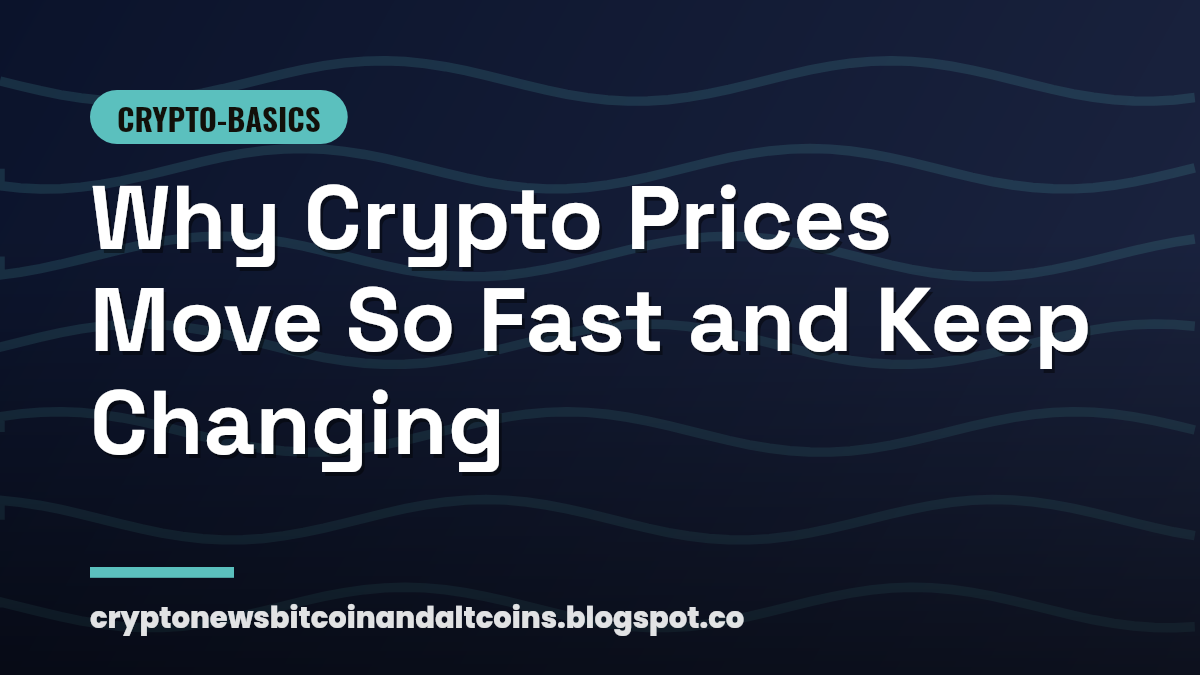 CRYPTO-BASICS
Why Crypto Prices
Move So Fast and Keep
Changing
cryptonewsbitcoinandaltcoins.blogspot.co